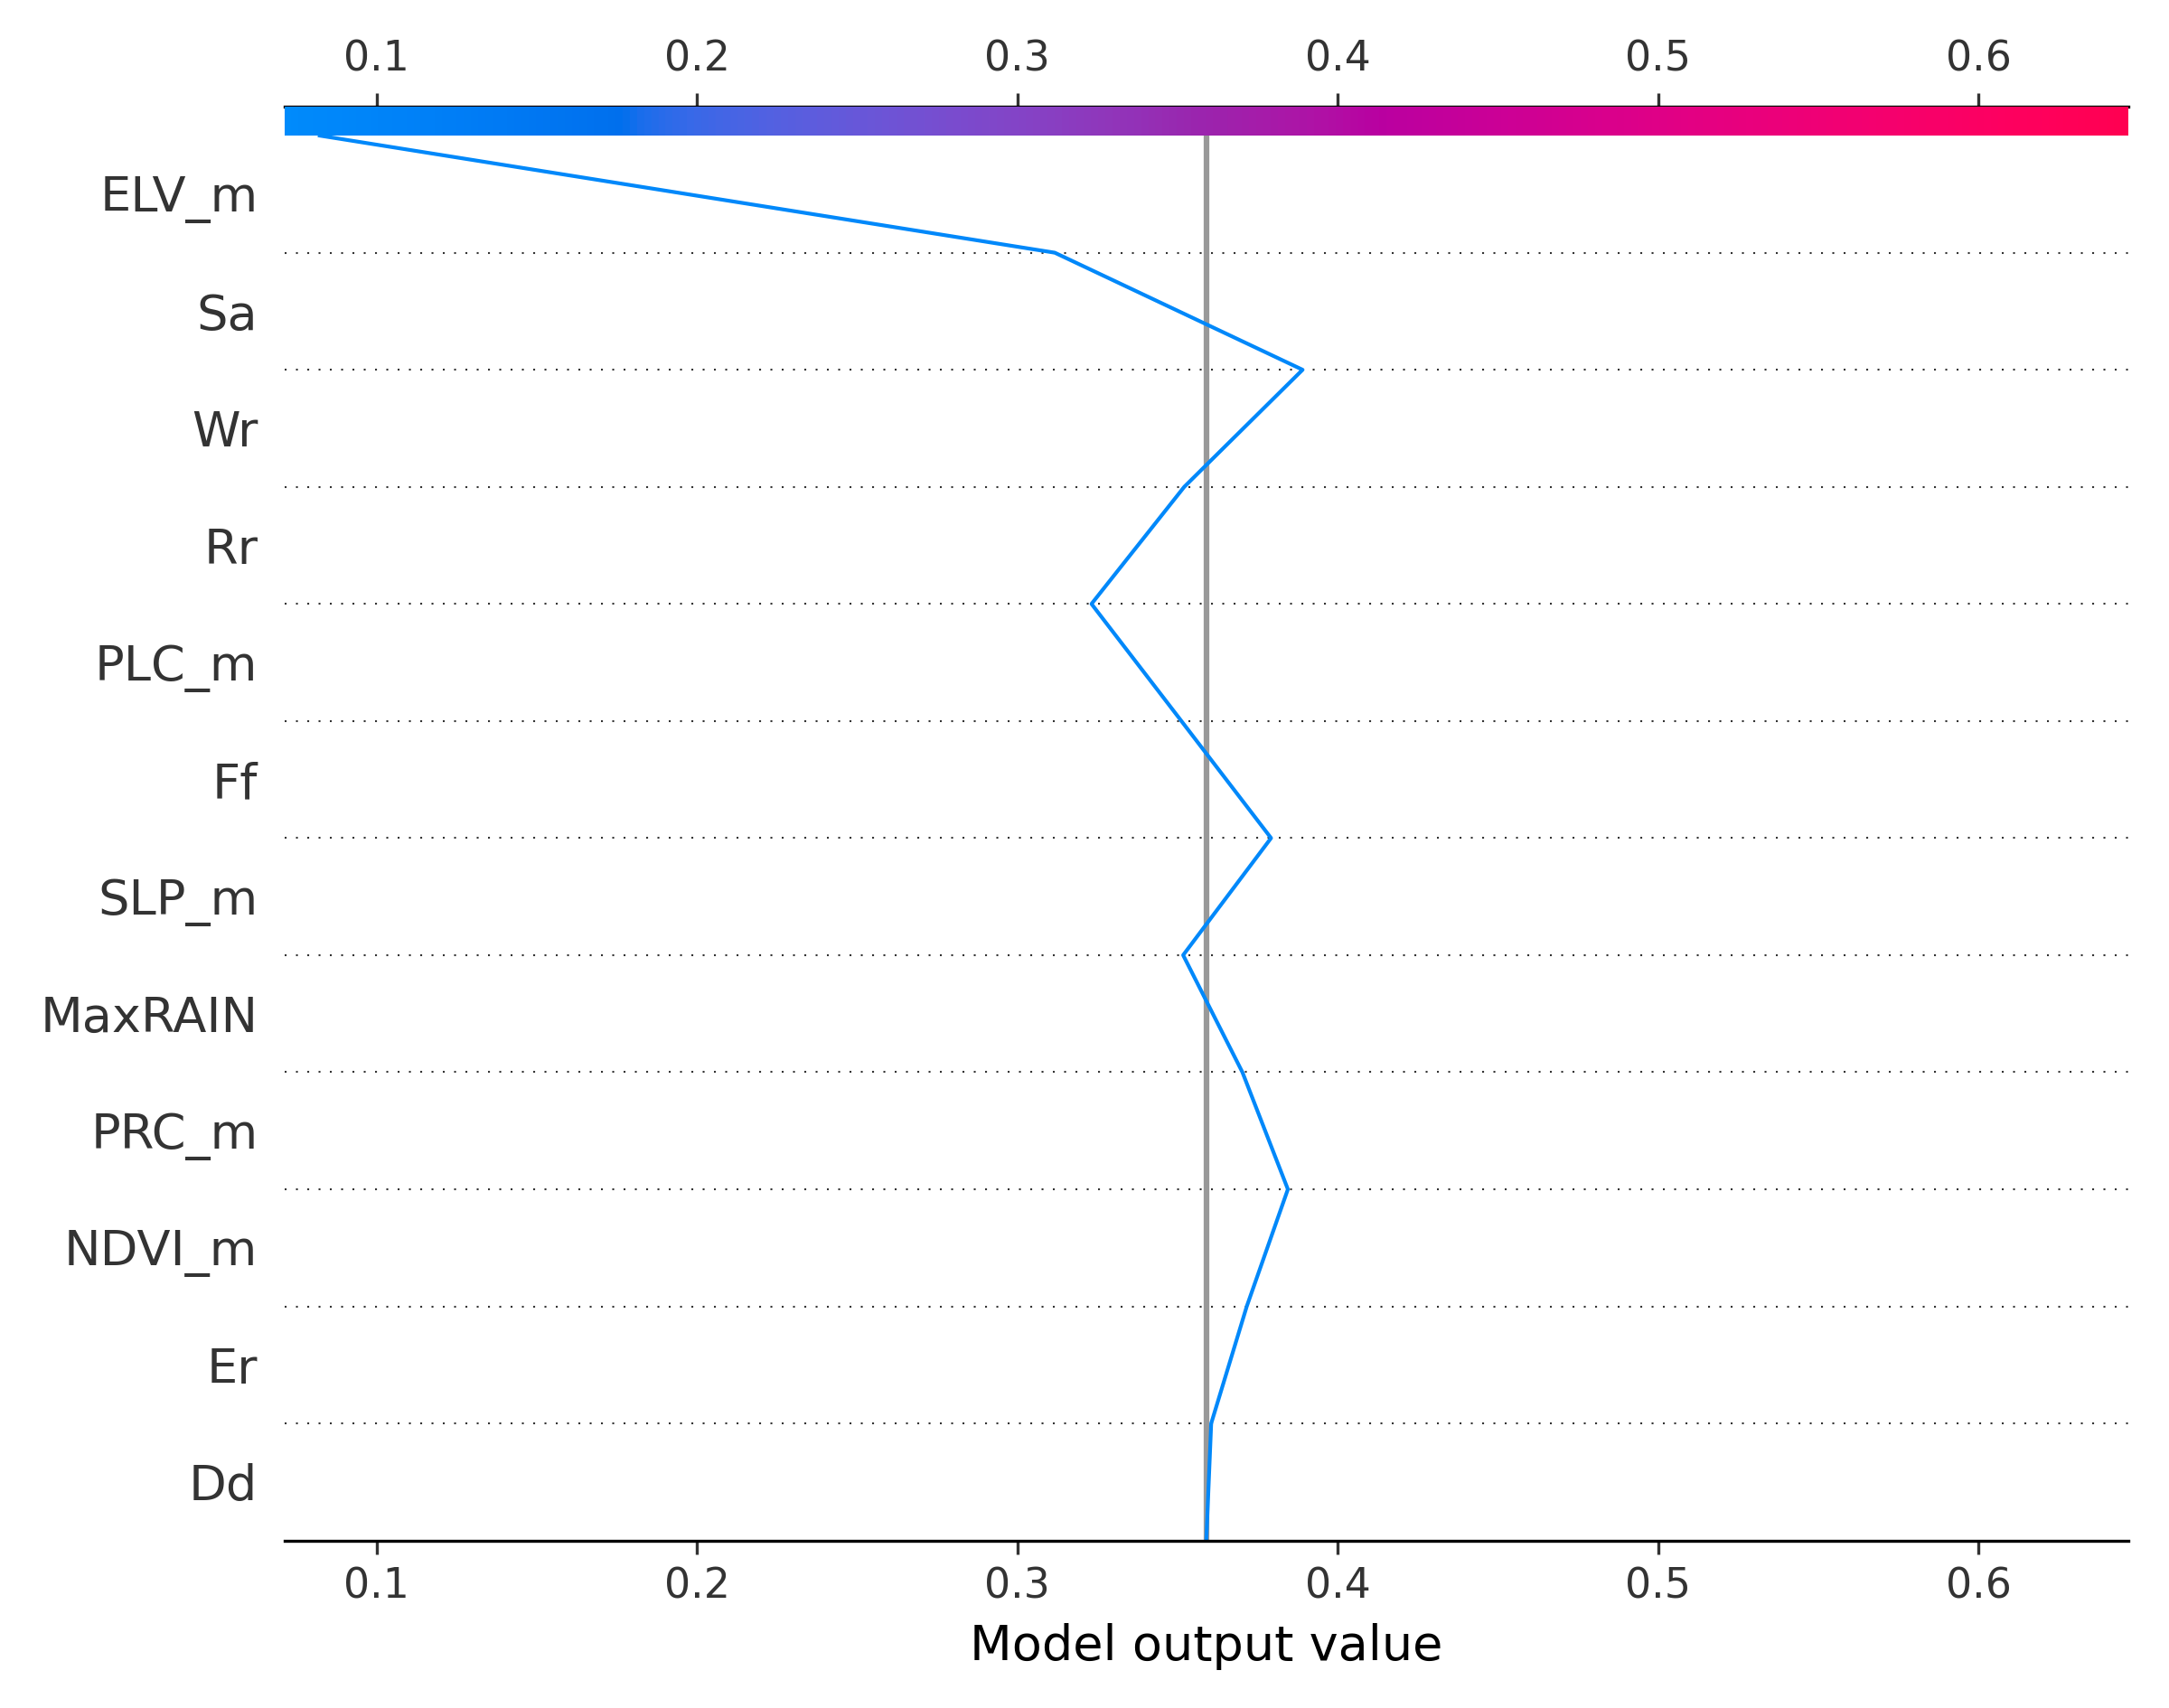 0.1 0.2 0.3 0.4 0.5 0.6
ELV_m
Sa
Wr
Rr
PLC_m
Ff
SLP_m
MaxRAIN
PRC_m
NDVI_m
Er
Dd
0.1 0.2 0.3 0.4 0.5 0.6
Model output value